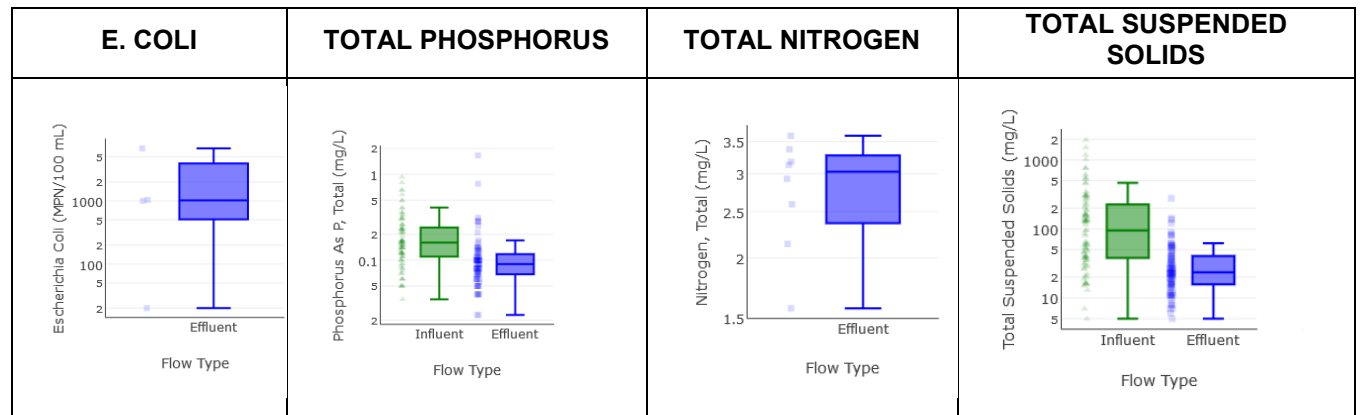 E. COLI
TOTAL PHOSPHORUS
TOTAL NITROGEN
TOTAL SUSPENDED
SOLIDS
Escherichia Coli (MPN/100 mL)
5
2
1000
5
2
100
5
2
Effluent
Flow Type
Phosphorus As P, Total (mg/L)
2
1
5
2
0.1
5
2
Influent
Effluent
Flow Type
Nitrogen, Total (mg/L)
3.5
3
2.5
2
1.5
Effluent
Flow Type
Total Suspended Solids (mg/L)
2
1000
5
2
100
5
2
10
5
Influent
Effluent
Flow Type